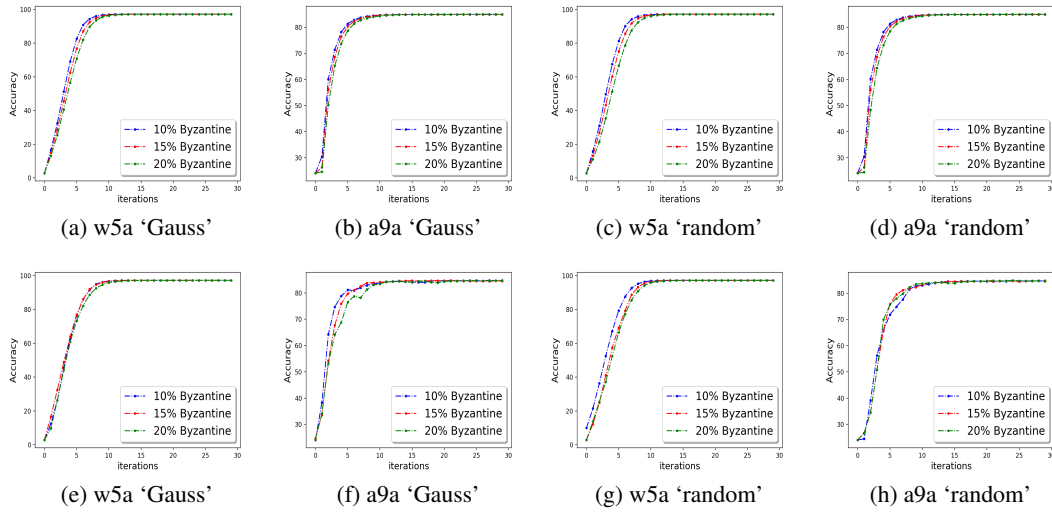 100
80
60
40
20
0
Accuracy
0 5 10 15 20 25 30
iterations
10% Byzantine
15% Byzantine
20% Byzantine
(a) w5a ‘Gauss’
80
70
60
50
40
30
Accuracy
0 5 10 15 20 25 30
iterations
10% Byzantine
15% Byzantine
20% Byzantine
(b) a9a ‘Gauss’
100
80
60
40
20
0
Accuracy
0 5 10 15 20 25 30
iterations
10% Byzantine
15% Byzantine
20% Byzantine
(c) w5a ‘random’
80
70
60
50
40
30
Accuracy
0 5 10 15 20 25 30
iterations
10% Byzantine
15% Byzantine
20% Byzantine
(d) a9a ‘random’
100
80
60
40
20
0
Accuracy
0 5 10 15 20 25 30
iterations
10% Byzantine
15% Byzantine
20% Byzantine
(e) w5a ‘Gauss’
80
70
60
50
40
30
Accuracy
0 5 10 15 20 25 30
iterations
10% Byzantine
15% Byzantine
20% Byzantine
(f) a9a ‘Gauss’
100
80
60
40
20
0
Accuracy
0 5 10 15 20 25 30
iterations
10% Byzantine
15% Byzantine
20% Byzantine
(g) w5a ‘random’
80
70
60
50
40
30
Accuracy
0 5 10 15 20 25 30
iterations
10% Byzantine
15% Byzantine
20% Byzantine
(h) a9a ‘random’